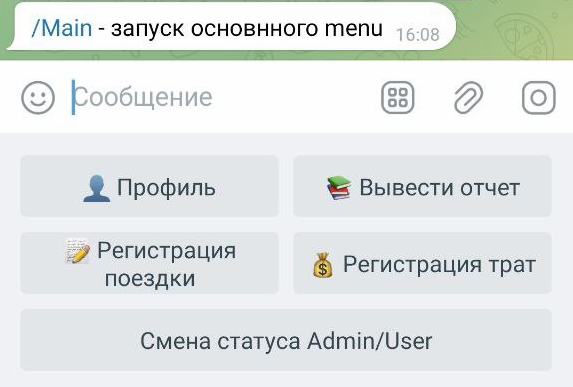 /Main - запуск основнного menu 16:08
Сообщение
Профиль
Вывести отчет
Регистрация
поездки
Регистрация трат
Смена статуса Admin/User